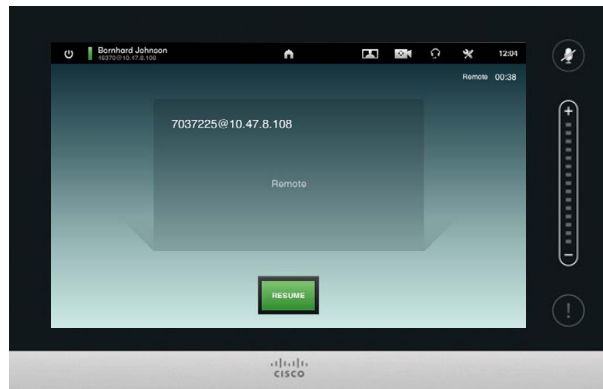 Bernhard Johnson
12:04
Remote 00:38
7037225@10.47.8.108
Remote
RESUME
CISCO